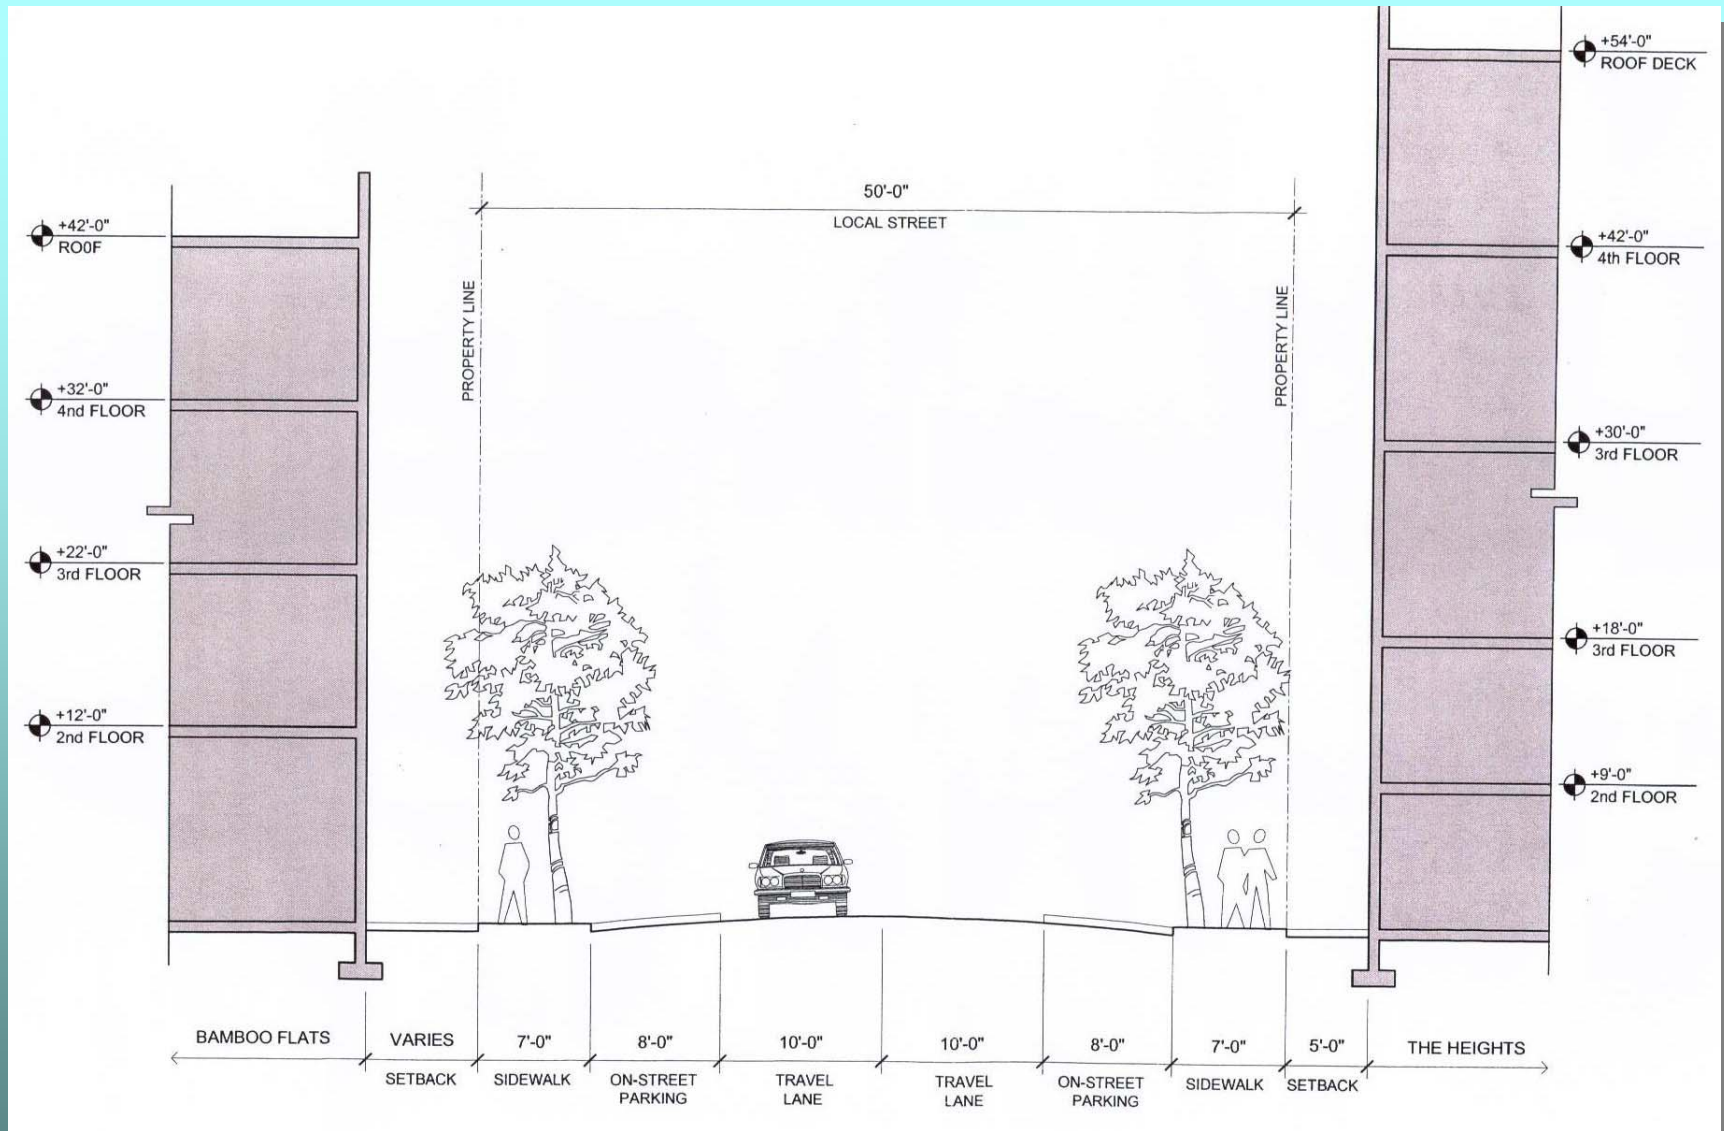 +54'-0"
ROOF DECK
50'-0"
LOCAL STREET
+42'-0"
ROOF
+42'-0"
4th FLOOR
PROPERTY LINE
PROPERTY LINE
+32'-0"
4nd FLOOR
+30'-0"
3rd FLOOR
+22'-0"
3rd FLOOR
+18'-0"
3rd FLOOR
+12'-0"
2nd FLOOR
+9'-0"
2nd FLOOR
BAMBOO FLATS
VARIES
7'-0"
8'-0"
10'-0"
10'-0"
8'-0"
7'-0"
5'-0"
THE HEIGHTS
SETBACK
SIDEWALK
ON-STREET
PARKING
TRAVEL
LANE
TRAVEL
LANE
ON-STREET
PARKING
SIDEWALK
SETBACK